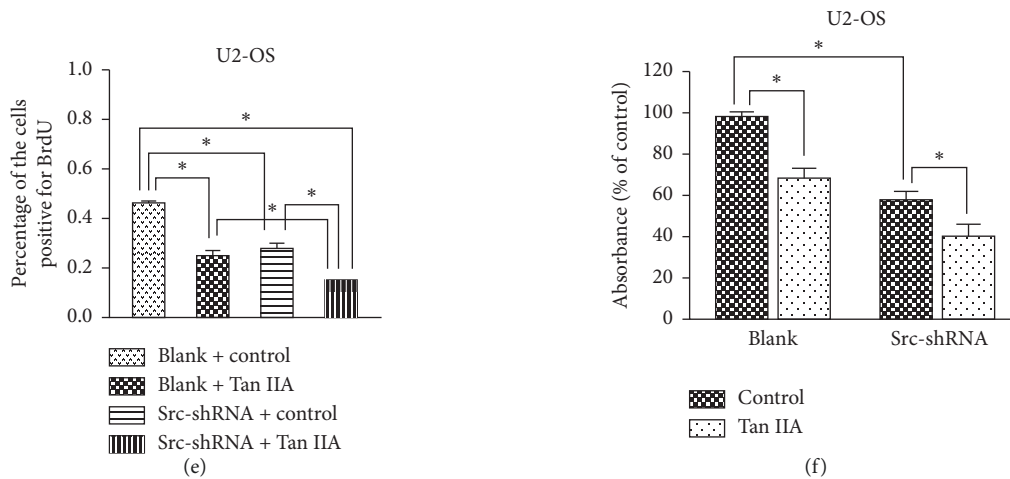 U2-OS
Percentage of the cells
positive for BrdU
1.0
0.8
0.6
0.4
0.2
0.0
*
*
*
*
*
Blank + control
Blank + Tan IIA
Src-shRNA + control
Src-shRNA + Tan IIA
(e)
U2-OS
Absorbance (% of control)
120
100
80
60
40
20
0
*
*
*
Blank Src-shRNA
Control
Tan IIA
(f)